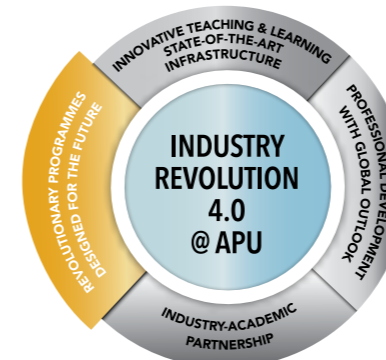 INNOVATIVE TEACHING & LEARNING
STATE-OF-THE-ART
INFRASTRUCTURE
PROFESSIONAL DEVELOPMENT
WITH GLOBAL OUTLOOK
INDUSTRY-ACADEMIC
PARTNERSHIP
REVOLUTIONARY PROGRAMMES
DESIGNED FOR THE FUTURE
INDUSTRY
REVOLUTION
4.0
@ APU